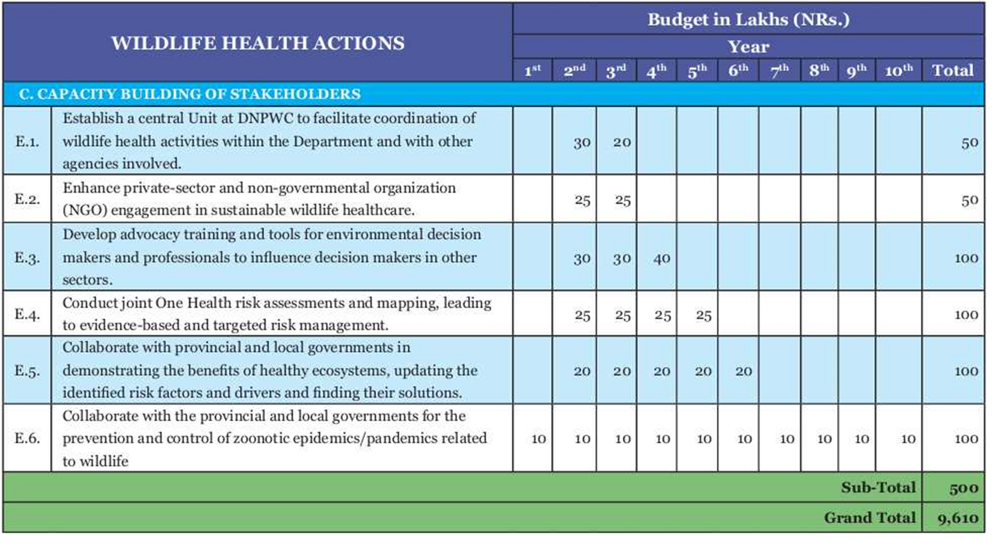 WILDLIFE HEALTH ACTIONS
Budget in Lakhs (NRs.)
Year
1st 2nd 3rd 4th 5th 6th 7th 8th 9th 10th Total
C. CAPACITY BUILDING OF STAKEHOLDERS
Establish a central Unit at DNPWC to facilitate coordination of
E.1. wildlife health activities within the Department and with other 30 20 50
agencies involved.
Enhance private-sector and non-governmental organization
E.2. 25 25 50
(NGO) engagement in sustainable wildlife healthcare.
Develop advocacy training and tools for environmental decision
E.3. makers and professionals to influence decision makers in other 30 30 40 100
sectors.
Conduct joint One Health risk assessments and mapping, leading
E.4. 25 25 25 25 100
to evidence-based and targeted risk management.
Collaborate with provincial and local governments in
E.5. demonstrating the benefits of healthy ecosystems, updating the 20 20 20 20 20 100
identified risk factors and drivers and finding their solutions.
Collaborate with the provincial and local governments for the
E.6. prevention and control of zoonotic epidemics/pandemics related 10 10 10 10 10 10 10 10 10 10 100
to wildlife
Sub-Total 500
Grand Total 9,610